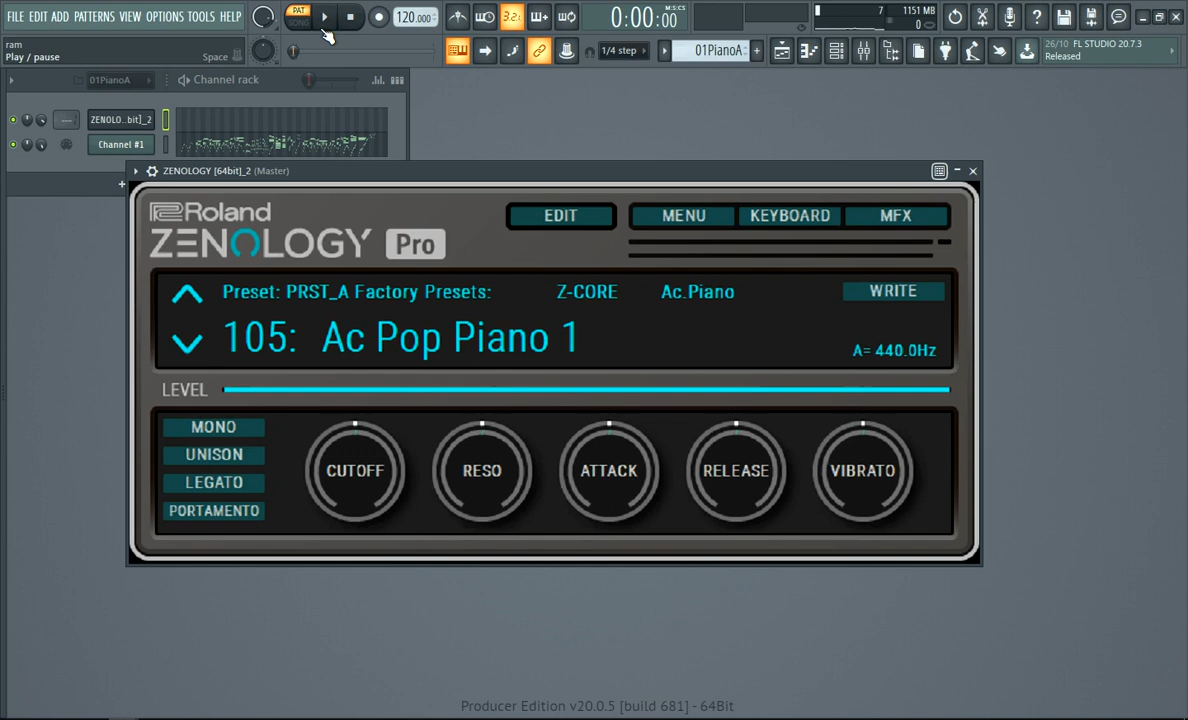 FILE EDIT ADD PATTERNS VIEW OPTIONS TOOLS HELP
PAT
SONG
120.000
3.2.
0:00:00
M:S:CS
7
1151 MB
0
ram
Play / pause
Space
1/4 step
01PianoA
26/10 FL STUDIO 20.7.3
Released
01PianoA
Channel rack
ZENOLO..bit]_2
Channel #1
ZENOLOGY [64bit]_2 (Master)
Roland
ZENOLOGY Pro
EDIT
MENU
KEYBOARD
MFX
Preset: PRST_A Factory Presets: Z-CORE Ac.Piano
WRITE
105: Ac Pop Piano 1
A= 440.0Hz
LEVEL
MONO
UNISON
LEGATO
PORTAMENTO
CUTOFF
RESO
ATTACK
RELEASE
VIBRATO
Producer Edition v20.0.5 [build 681] - 64Bit